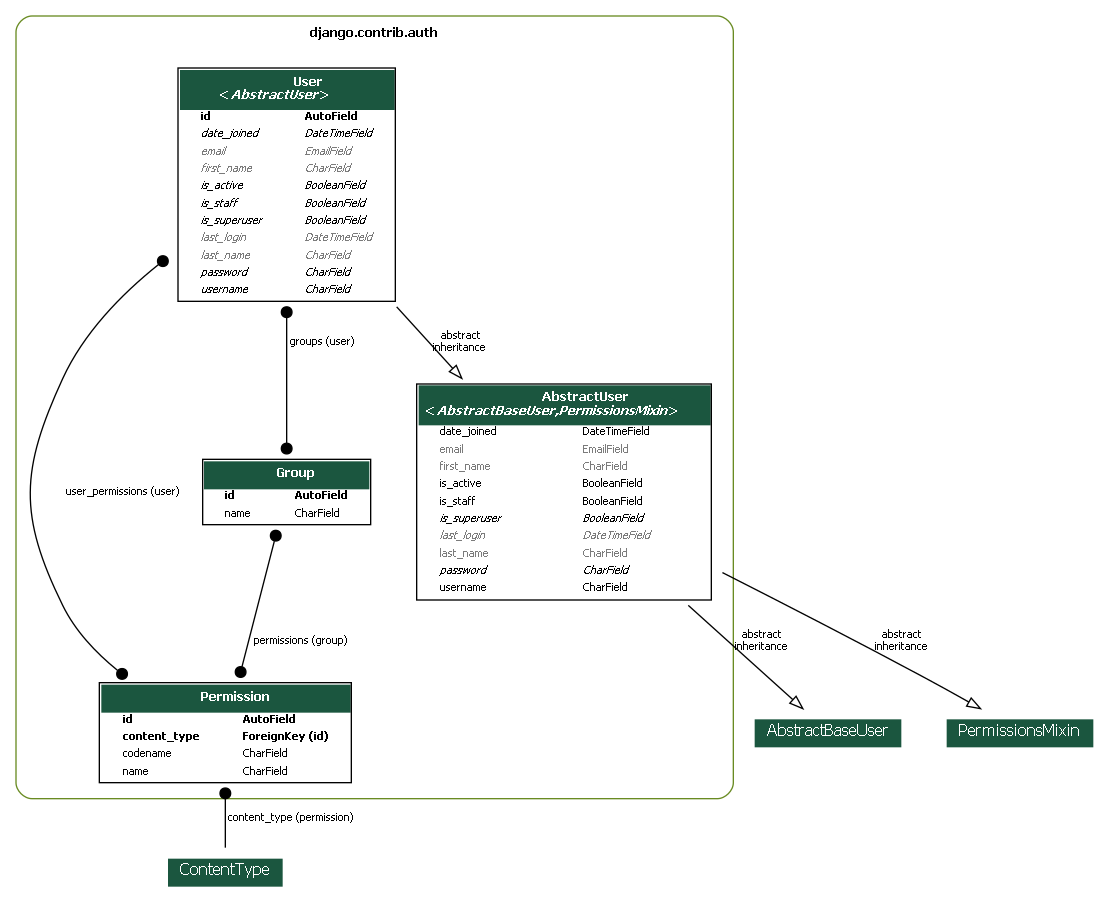 django.contrib.auth
User
<AbstractUser>
id AutoField
date_joined DateTimeField
email EmailField
first_name CharField
is_active BooleanField
is_staff BooleanField
is_superuser BooleanField
last_login DateTimeField
last_name CharField
password CharField
username CharField
groups (user)
abstract
inheritance
AbstractUser
<AbstractBaseUser,PermissionsMixin>
date_joined DateTimeField
email EmailField
first_name CharField
is_active BooleanField
is_staff BooleanField
is_superuser BooleanField
last_login DateTimeField
last_name CharField
password CharField
username CharField
Group
id AutoField
name CharField
user_permissions (user)
permissions (group)
abstract
inheritance
abstract
inheritance
Permission
id AutoField
content_type ForeignKey (id)
codename CharField
name CharField
AbstractBaseUser
PermissionsMixin
content_type (permission)
ContentType